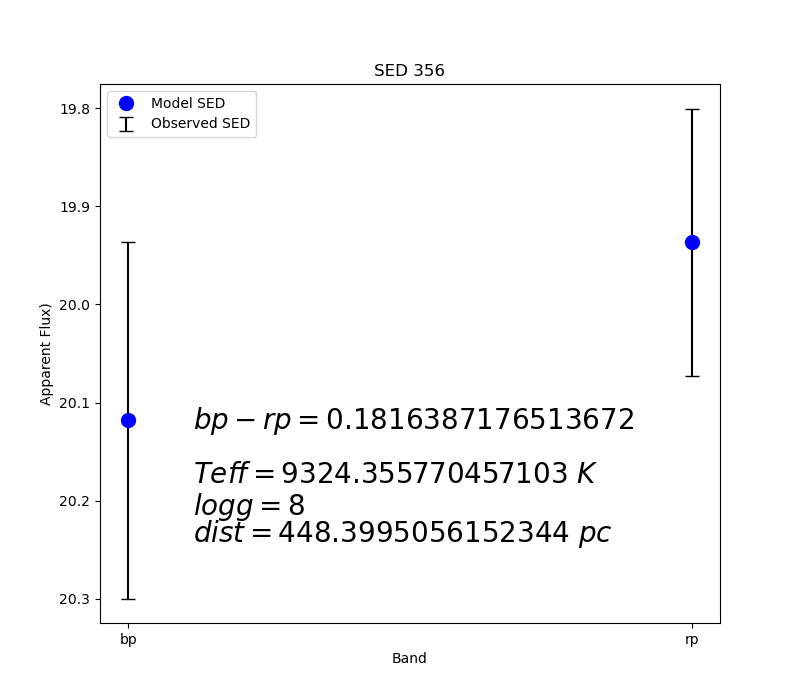 SED 356
Model SED
Observed SED
19.8
19.9
20.0
20.1
20.2
20.3
Apparent Flux)
bp − rp = 0.1816387176513672
Teff = 9324.355770457103 K
logg = 8
dist = 448.3995056152344 pc
bp
rp
Band